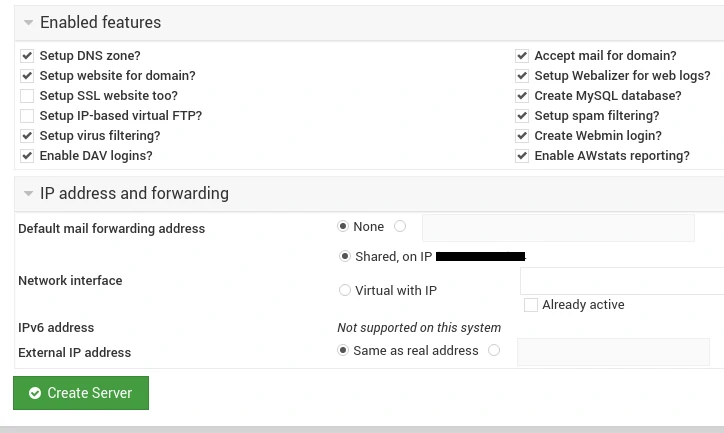 Enabled features
Setup DNS zone? Accept mail for domain?
Setup website for domain? Setup Webalizer for web logs?
Setup SSL website too? Create MySQL database?
Setup IP-based virtual FTP? Setup spam filtering?
Setup virus filtering? Create Webmin login?
Enable DAV logins? Enable AWstats reporting?
IP address and forwarding
Default mail forwarding address None
Shared, on IP
Network interface
Virtual with IP
Already active
IPv6 address Not supported on this system
External IP address Same as real address
Create Server